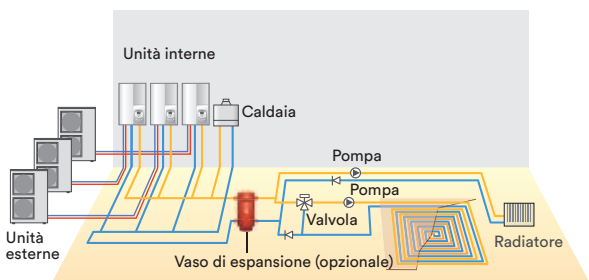 Unità interne
Caldaia
Pompa
Pompa
Valvola
Radiatore
Unità
esterne
Vaso di espansione (opzionale)